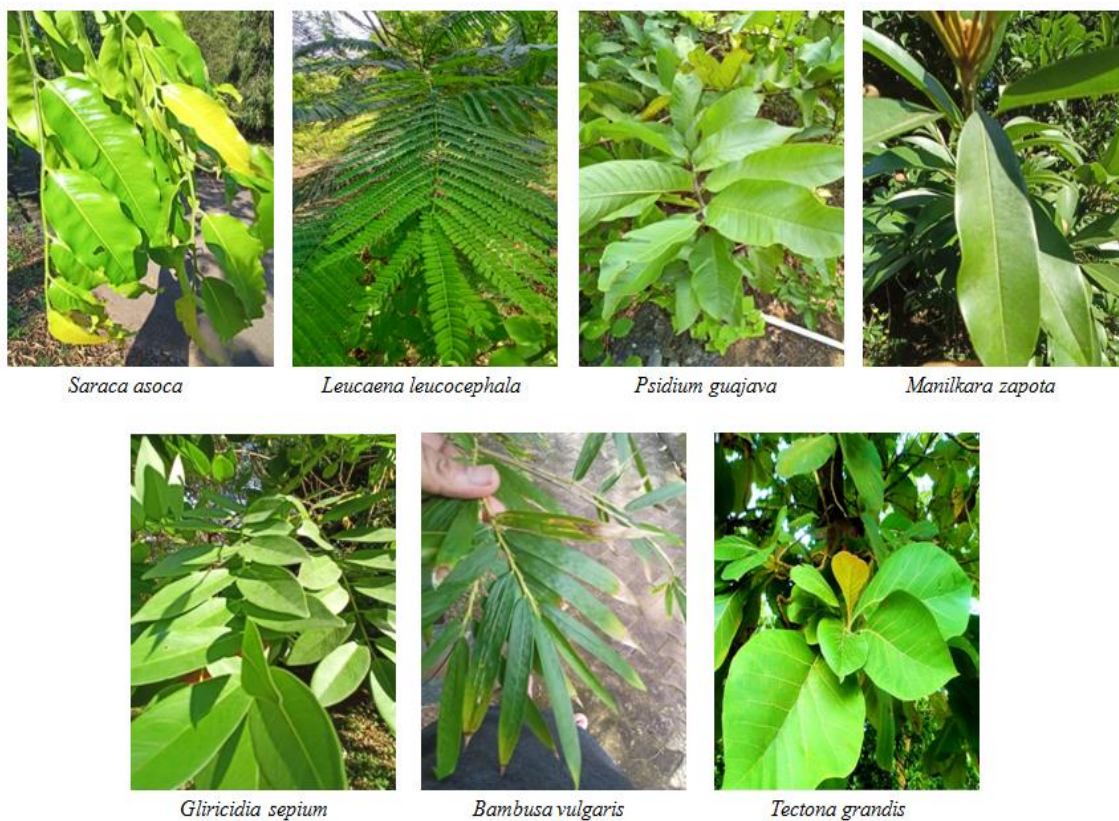 Saraca asoca
Leucaena leucocephala
Psidium guajava
Manilkara zapota
Gliricidia sepium
Bambusa vulgaris
Tectona grandis